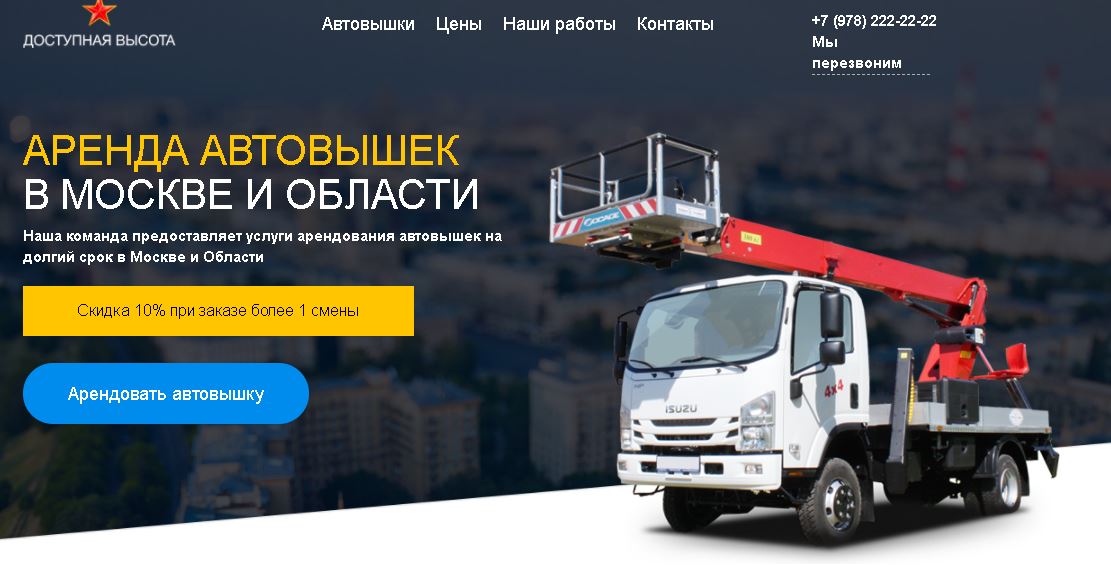 ДОСТУПНАЯ ВЫСОТА
Автовышки Цены Наши работы Контакты
+7 (978) 222-22-22
Мы
перезвоним
АРЕНДА АВТОВЫШЕК
В МОСКВЕ И ОБЛАСТИ
Наша команда предоставляет услуги арендования автовышек на
долгий срок в Москве и Области
Скидка 10% при заказе более 1 смены
Арендовать автовышку
ISUZU
4x4